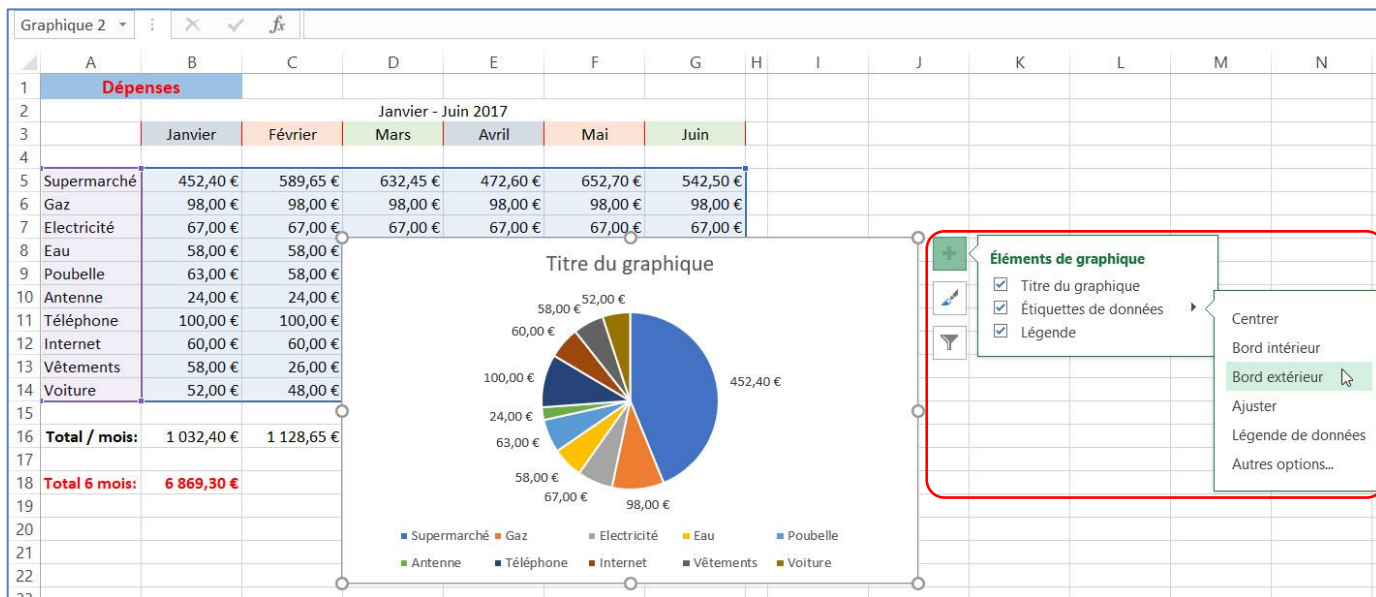 Graphique 2 fx
A B C D E F G H I J K L M N
1 Dépenses
2 Janvier - Juin 2017
3 Janvier Février Mars Avril Mai Juin
4
5 Supermarché 452,40 € 589,65 € 632,45 € 472,60 € 652,70 € 542,50 €
6 Gaz 98,00 € 98,00 € 98,00 € 98,00 € 98,00 € 98,00 €
7 Electricité 67,00 € 67,00 € 67,00 € 67,00 € 67,00 € 67,00 €
8 Eau 58,00 € 58,00 €
9 Poubelle 63,00 € 58,00 €
10 Antenne 24,00 € 24,00 €
11 Téléphone 100,00 € 100,00 €
12 Internet 60,00 € 60,00 €
13 Vêtements 58,00 € 26,00 €
14 Voiture 52,00 € 48,00 €
15
16 Total / mois: 1 032,40 € 1 128,65 €
17
18 Total 6 mois: 6 869,30 €
19
20
21
22
Titre du graphique
52,00 €
58,00 €
60,00 €
100,00 €
452,40 €
24,00 €
63,00 €
58,00 €
67,00 €
98,00 €
Supermarché Gaz Electricité Eau Poubelle
Antenne Téléphone Internet Vêtements Voiture
Éléments de graphique
Titre du graphique
Étiquettes de données
Légende
Centrer
Bord intérieur
Bord extérieur
Ajuster
Légende de données
Autres options...